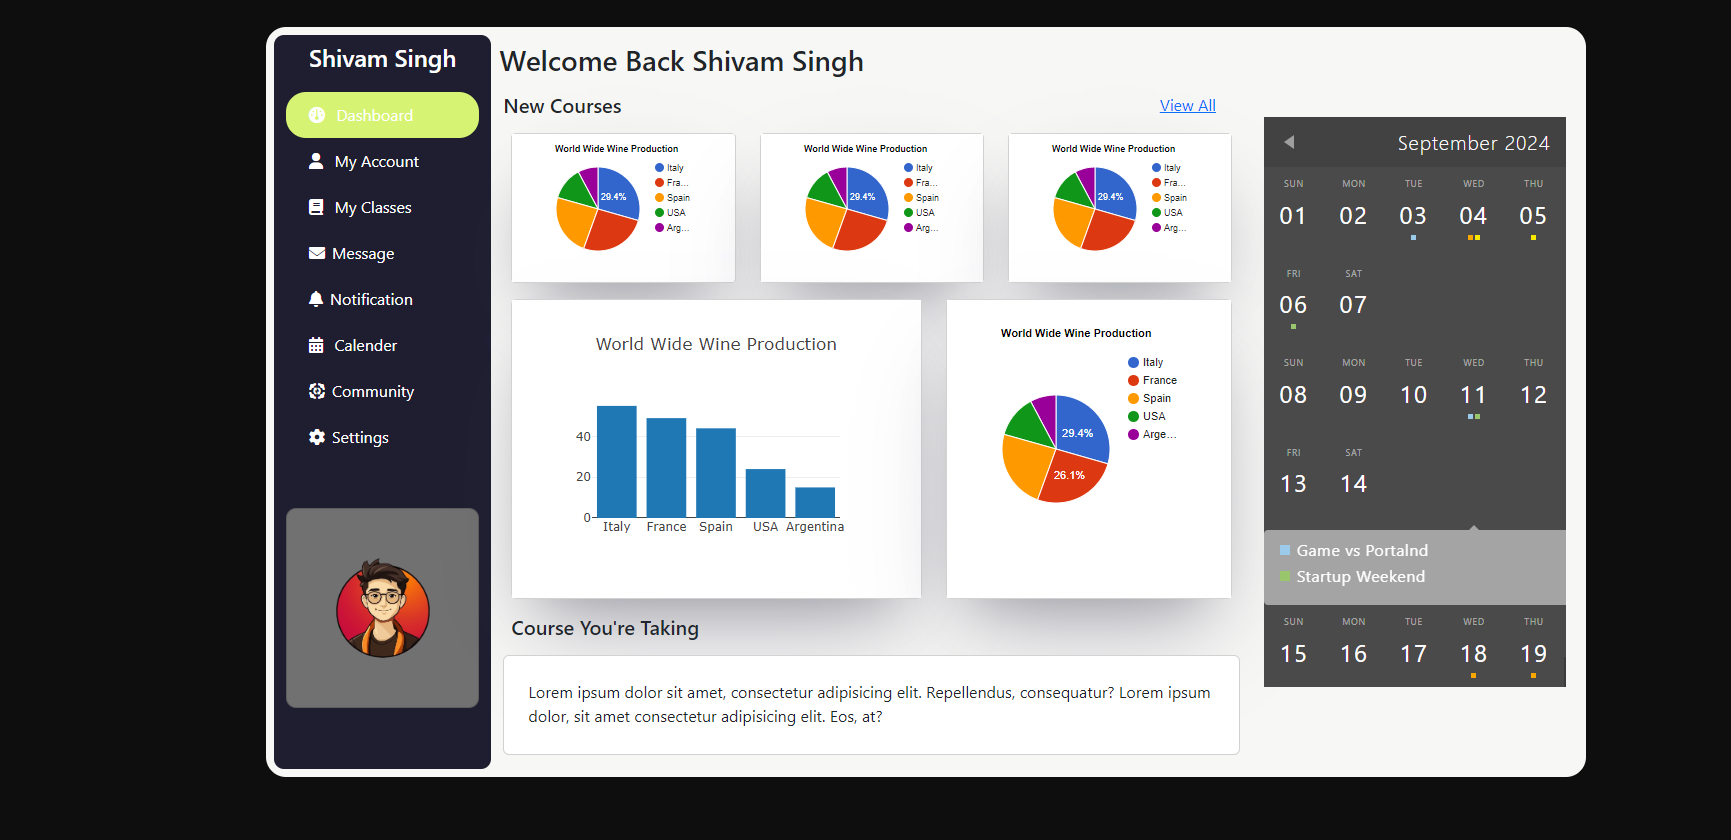 Shivam Singh
Dashboard
My Account
My Classes
Message
Notification
Calender
Community
Settings
Welcome Back Shivam Singh
New Courses
View All
World Wide Wine Production
29.4%
Italy
Fra...
Spain
USA
Arg...
World Wide Wine Production
29.4%
Italy
Fra...
Spain
USA
Arg...
World Wide Wine Production
29.4%
Italy
Fra...
Spain
USA
Arg...
World Wide Wine Production
40
20
0
Italy France Spain USA Argentina
World Wide Wine Production
Italy
France
Spain
USA
Arge...
29.4%
26.1%
Course You're Taking
Lorem ipsum dolor sit amet, consectetur adipisicing elit. Repellendus, consequatur? Lorem ipsum
dolor, sit amet consectetur adipisicing elit. Eos, at?
September 2024
SUN MON TUE WED THU
01 02 03 04 05
FRI SAT
06 07
SUN MON TUE WED THU
08 09 10 11 12
FRI SAT
13 14
Game vs Portalnd
Startup Weekend
SUN MON TUE WED THU
15 16 17 18 19